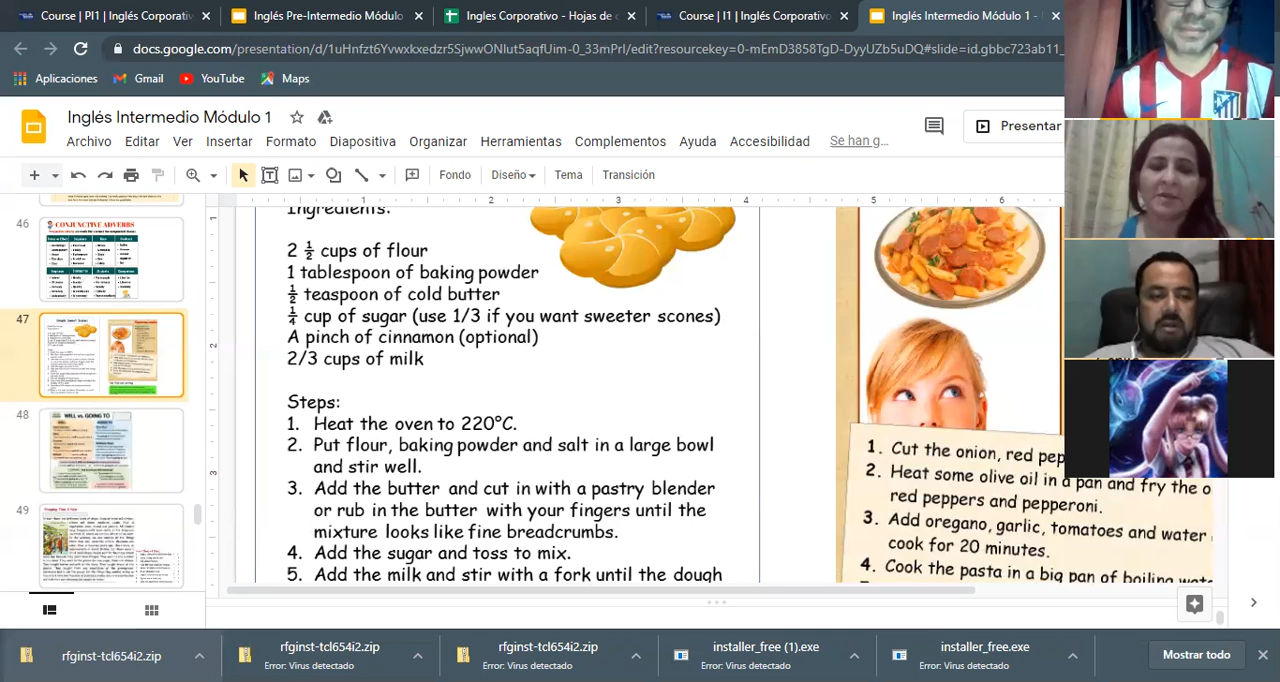 Course | PI1 | Inglés Corporativ
Inglés Pre-Intermedio Módulo
Ingles Corporativo - Hojas de c
Course | I1 | Inglés Corporativo
Inglés Intermedio Módulo 1 -
docs.google.com/presentation/d/1uHnfzt6Yvwxkxedzr5SjwwONlut5aqfUim-0_33mPrI/edit?resourcekey=0-mEmD3858TgD-DyyUZb5uDQ#slide=id.gbbc723ab11_
Aplicaciones Gmail YouTube Maps
Inglés Intermedio Módulo 1
Archivo Editar Ver Insertar Formato Diapositiva Organizar Herramientas Complementos Ayuda Accesibilidad Se han g...
Presentar
Fondo Diseño Tema Transición
1 2 3 4 5 6
1
2
3
46
CONJUNCTIVE ADVERBS
47
48
WILL vs. GOING TO
49
Ingredients:
2 ½ cups of flour
1 tablespoon of baking powder
½ teaspoon of cold butter
¼ cup of sugar (use 1/3 if you want sweeter scones)
A pinch of cinnamon (optional)
2/3 cups of milk
Steps:
1. Heat the oven to 220°C.
2. Put flour, baking powder and salt in a large bowl
and stir well.
3. Add the butter and cut in with a pastry blender
or rub in the butter with your fingers until the
mixture looks like fine breadcrumbs.
4. Add the sugar and tass to mix.
5. Add the milk and stir with a fork until the dough
1. Cut the onion, red pep
2. Heat some olive oil in a pan and fry the o
red peppers and pepperoni.
3. Add oregano, garlic, tomatoes and water
cook for 20 minutes.
4. Cook the pasta in a big pan of boiling wate
rfginst-tcl654i2.zip
rfginst-tcl654i2.zip
Error: Virus detectado
rfginst-tcl654i2.zip
Error: Virus detectado
installer_free (1).exe
Error: Virus detectado
installer_free.exe
Error: Virus detectado
Mostrar todo